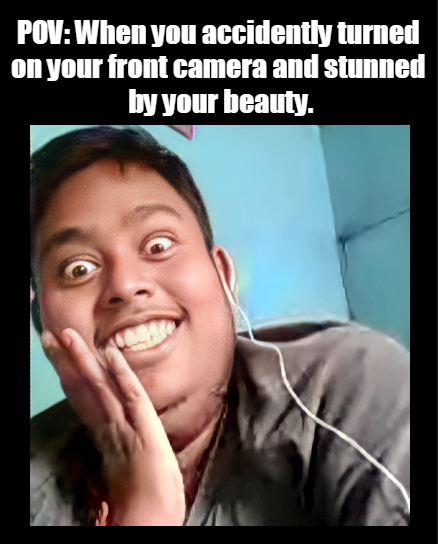 POV: When you accidently turned
on your front camera and stunned
by your beauty.